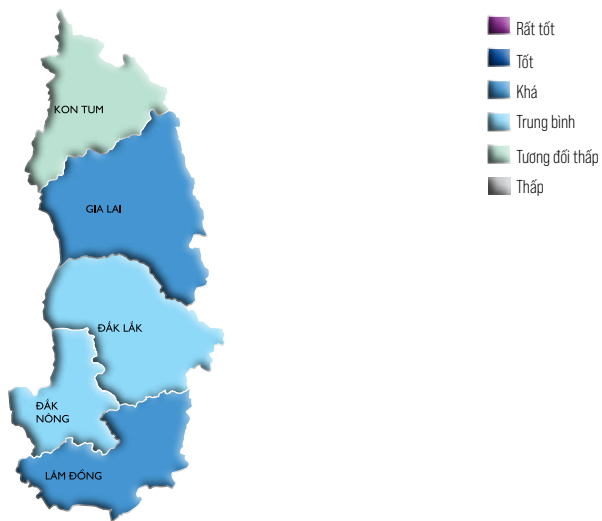 Rất tốt
Tốt
Khá
Trung bình
Tương đối thấp
Thấp
KON TUM
GIA LAI
ĐẮK LẮK
ĐẮK
NÔNG
LÂM ĐỒNG